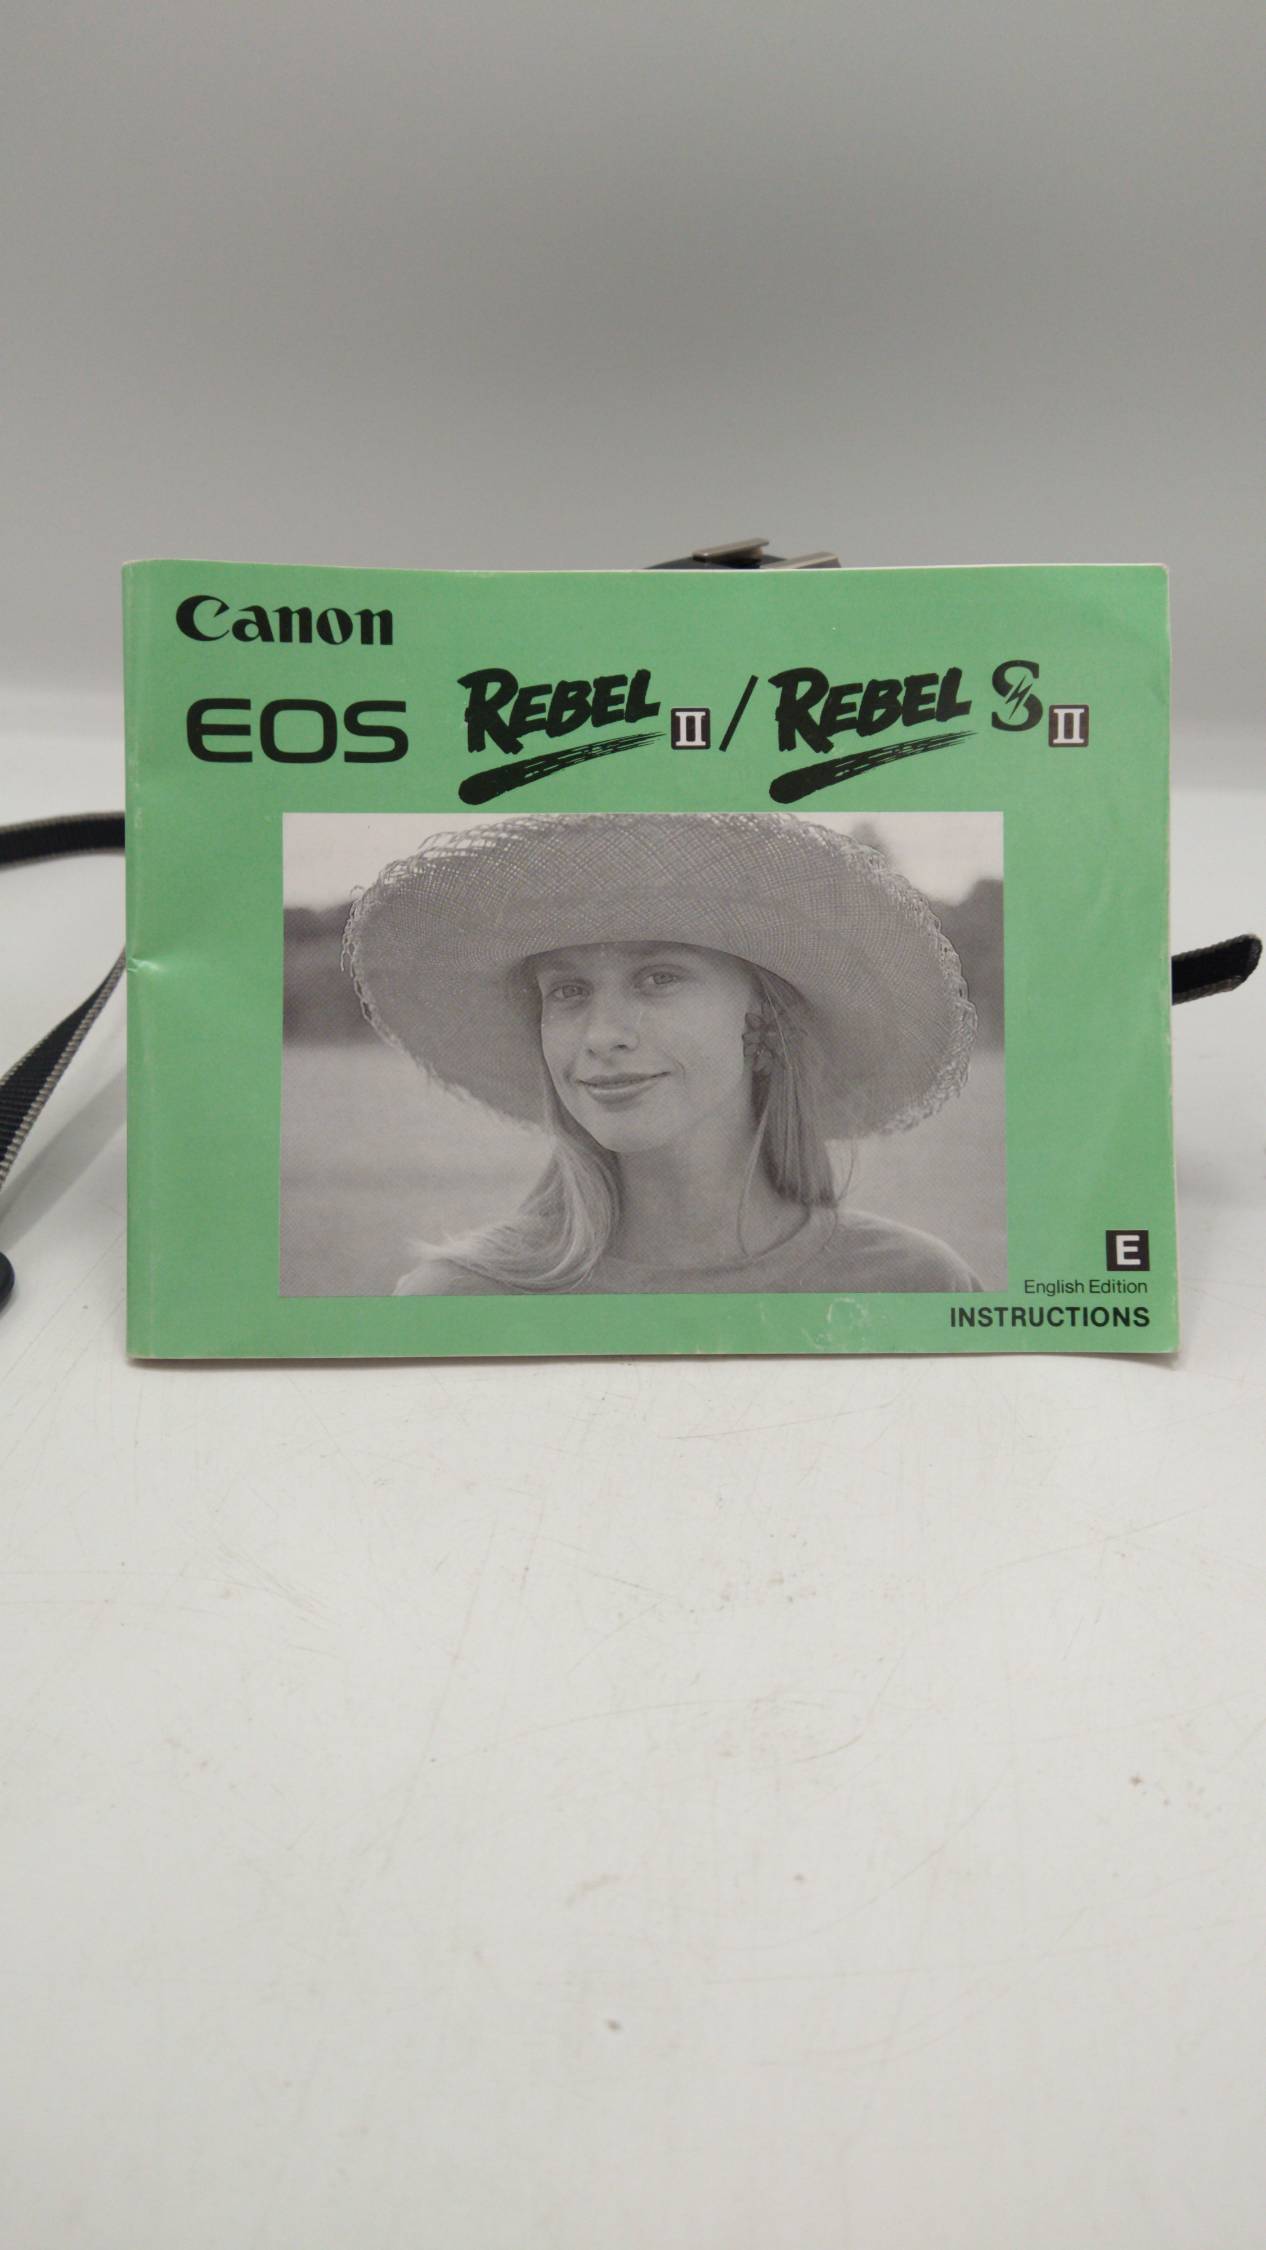 Canon
EOS REBEL II / REBEL S II
E
English Edition
INSTRUCTIONS